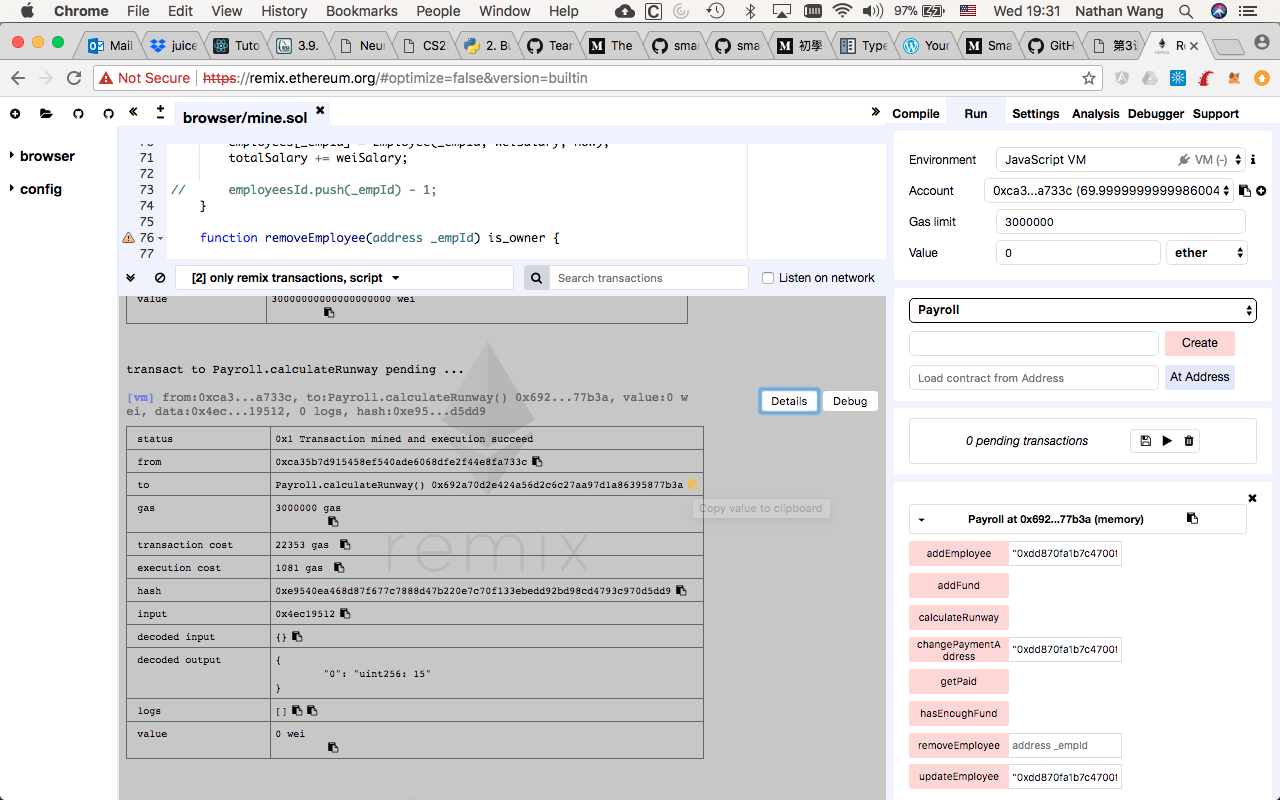 Chrome File Edit View History Bookmarks People Window Help 97% Wed 19:31 Nathan Wang
Mail juice Tuto 3.9. Neur CS2 2. Bu Tear The smar sma 初學 Type Your Sma GitH 第3 Re
Not Secure https://remix.ethereum.org/#optimize=false&version=builtin
browser/mine.sol
Compile Run Settings Analysis Debugger Support
browser
config
70 employees[_empId] = Employee(_empId, weiSalary, now);
71 totalSalary += weiSalary;
72
73 // employeesId.push(_empId) - 1;
74 }
75
76 function removeEmployee(address _empId) is_owner {
77
[2] only remix transactions, script
Search transactions
Listen on network
value 30000000000000000000 wei
transact to Payroll.calculateRunway pending ...
[vm] from:0xca3...a733c, to:Payroll.calculateRunway() 0x692...77b3a, value:0 w
ei, data:0x4ec...19512, 0 logs, hash:0xe95...d5dd9
Details Debug
status 0x1 Transaction mined and execution succeed
from 0xca35b7d915458ef540ade6068dfe2f44e8fa733c
to Payroll.calculateRunway() 0x692a70d2e424a56d2c6c27aa97d1a86395877b3a
gas 3000000 gas
Copy value to clipboard
transaction cost 22353 gas
execution cost 1081 gas
remix
hash 0xe9540ea468d87f677c7888d47b220e7c70f133ebedd92bd98cd4793c970d5dd9
input 0x4ec19512
decoded input {}
decoded output {
"0": "uint256: 15"
}
logs []
value 0 wei
Environment JavaScript VM VM (-)
Account 0xca3...a733c (69.9999999999986004
Gas limit 3000000
Value 0 ether
Payroll
Create
Load contract from Address At Address
0 pending transactions
Payroll at 0x692...77b3a (memory)
addEmployee "0xdd870fa1b7c4700f
addFund
calculateRunway
changePaymentA
ddress "0xdd870fa1b7c4700f
getPaid
hasEnoughFund
removeEmployee address _empId
updateEmployee "0xdd870fa1b7c4700f